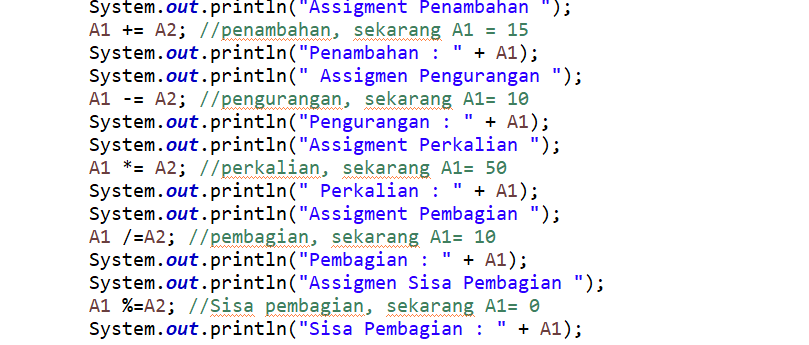 System.out.println("Assigment Penambahan ");
A1 += A2; //penambahan, sekarang A1 = 15
System.out.println("Penambahan : " + A1);
System.out.println(" Assigmen Pengurangan ");
A1 -= A2; //pengurangan, sekarang A1= 10
System.out.println("Pengurangan : " + A1);
System.out.println("Assigment Perkalian ");
A1 *= A2; //perkalian, sekarang A1= 50
System.out.println(" Perkalian : " + A1);
System.out.println("Assigment Pembagian ");
A1 /=A2; //pembagian, sekarang A1= 10
System.out.println("Pembagian : " + A1);
System.out.println("Assigmen Sisa Pembagian ");
A1 %=A2; //Sisa pembagian, sekarang A1= 0
System.out.println("Sisa Pembagian : " + A1);